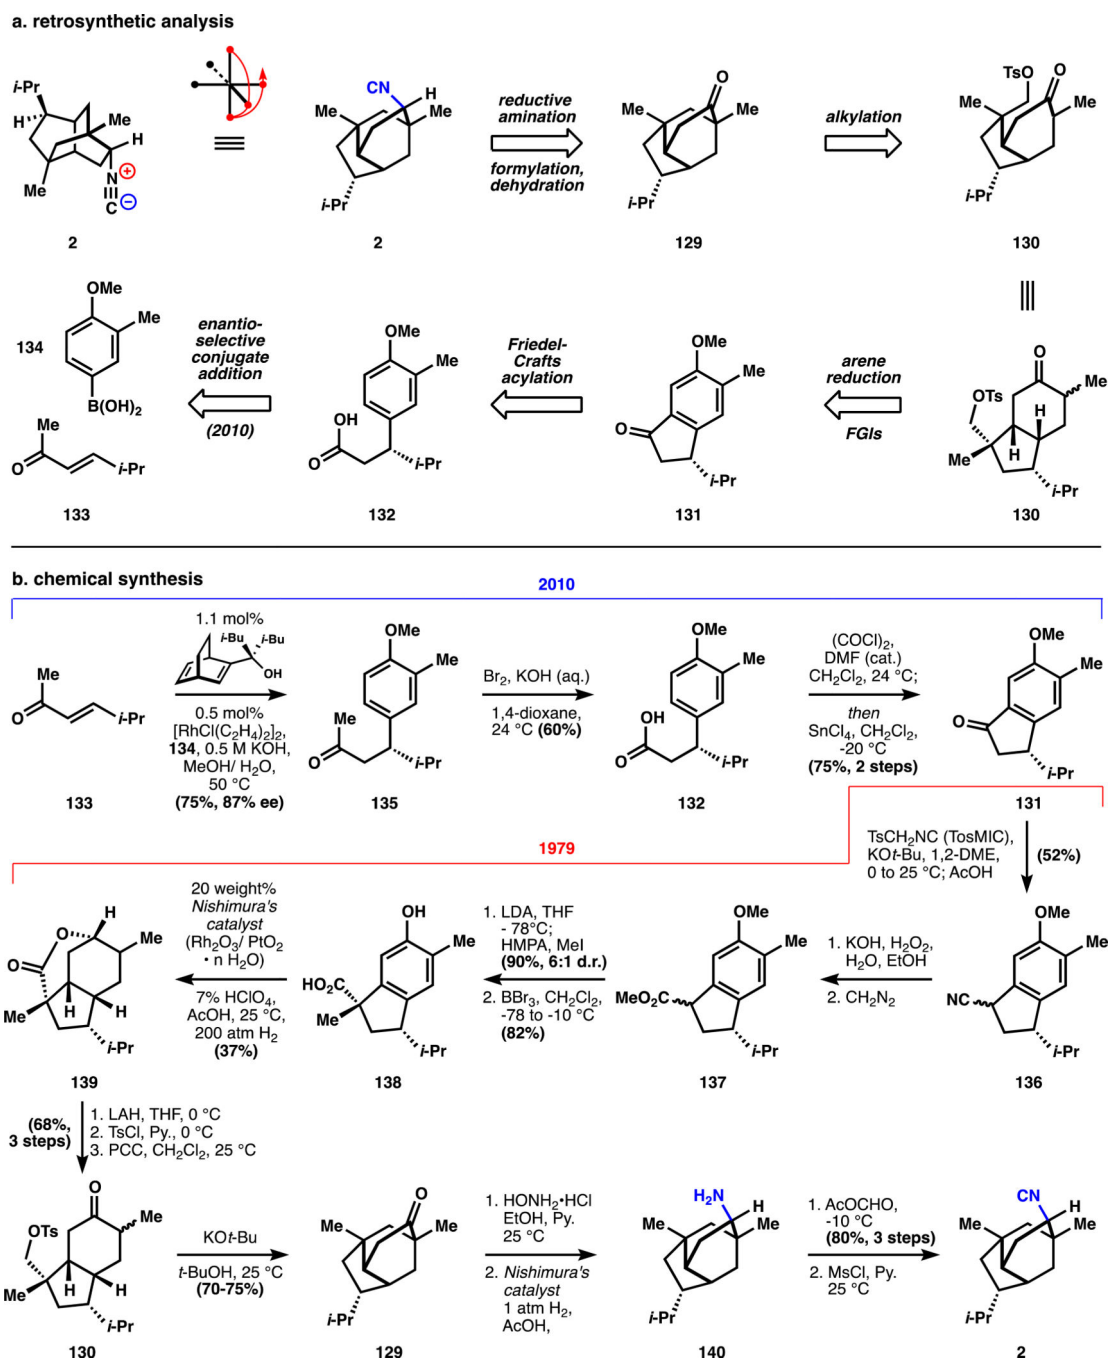 a. retrosynthetic analysis
i-Pr
H
Me
H
N
⊕
C
⊖
Me
2
CN
H
Me
Me
i-Pr
2
reductive
amination
formylation,
dehydration
O
Me
Me
i-Pr
129
alkylation
TsO
O
Me
Me
i-Pr
130
OMe
Me
134
B(OH)2
Me
O
i-Pr
133
enantio-
selective
conjugate
addition
(2010)
OMe
Me
OH
O
i-Pr
132
Friedel-
Crafts
acylation
OMe
Me
O
i-Pr
131
arene
reduction
FGIs
O
Me
TsO
H
H
Me
i-Pr
130
b. chemical synthesis
2010
Me
O
i-Pr
133
1.1 mol%
i-Bu
i-Bu
OH
0.5 mol%
[RhCl(C2H4)2]2,
134, 0.5 M KOH,
MeOH/ H2O,
50 °C
(75%, 87% ee)
OMe
Me
Me
O
i-Pr
135
Br2, KOH (aq.)
1,4-dioxane,
24 °C (60%)
OMe
Me
OH
O
i-Pr
132
(COCl)2,
DMF (cat.)
CH2Cl2, 24 °C;
then
SnCl4, CH2Cl2,
-20 °C
(75%, 2 steps)
OMe
Me
O
i-Pr
131
1979
TsCH2NC (TosMIC),
KOt-Bu, 1,2-DME,
0 to 25 °C; AcOH
(52%)
H
O
Me
O
H
H
Me
i-Pr
139
20 weight%
Nishimura's
catalyst
(Rh2O3/ PtO2
• n H2O)
7% HClO4,
AcOH, 25 °C,
200 atm H2
(37%)
OH
Me
HO2C
Me
i-Pr
138
1. LDA, THF
- 78°C;
HMPA, MeI
(90%, 6:1 d.r.)
2. BBr3, CH2Cl2,
-78 to -10 °C
(82%)
OMe
Me
MeO2C
i-Pr
137
1. KOH, H2O2,
H2O, EtOH
2. CH2N2
OMe
Me
NC
i-Pr
136
(68%,
3 steps)
1. LAH, THF, 0 °C
2. TsCl, Py., 0 °C
3. PCC, CH2Cl2, 25 °C
O
Me
TsO
H
H
Me
i-Pr
130
KOt-Bu
t-BuOH, 25 °C
(70-75%)
O
Me
Me
i-Pr
129
1. HONH2•HCl
EtOH, Py.
25 °C
2. Nishimura's
catalyst
1 atm H2,
AcOH,
H2N
H
Me
Me
i-Pr
140
1. AcOCHO,
-10 °C
(80%, 3 steps)
2. MsCl, Py.
25 °C
CN
H
Me
Me
i-Pr
2